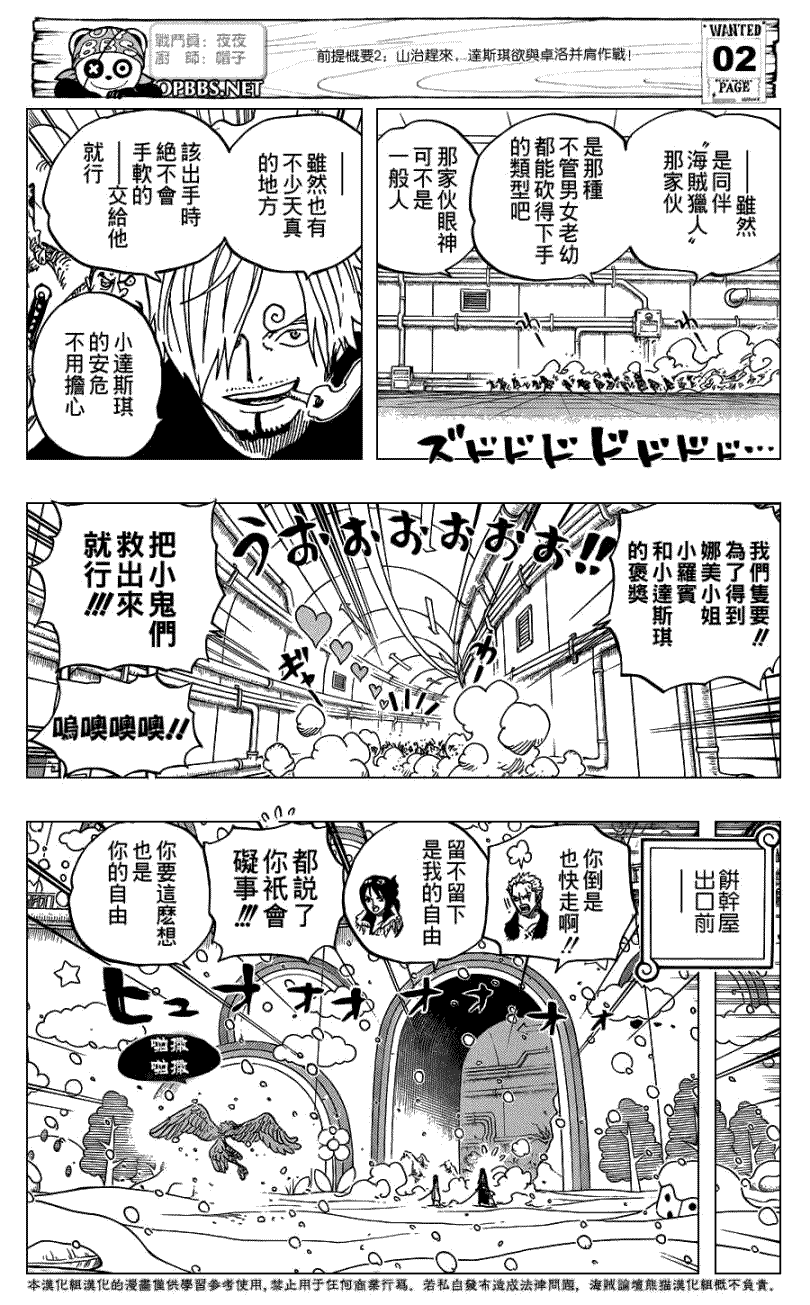 戰鬥員：夜夜
廚　師：帽子
OPBBS.NET
前提概要2：山治趕來，達斯琪欲與卓洛并肩作戰！
WANTED
02
PAGE
——雖然
是同伴
“海賊獵人”
那家伙
是那種
不管男女老幼
都能砍得下手
的類型吧
那家伙眼神
可不是
一般人
ズドドドドドドド…
——
雖然也有
不少天真
的地方
該出手時
絕不會
手軟的
——交給他
就行
小達斯琪
的安危
不用擔心
我們隻要!!
為了得到
娜美小姐
小羅賓
和小達斯琪
的褒獎
うおおおおおお!!
ギャー
把小鬼們
救出來
就行!!!
嗚噢噢噢!!
餅幹屋
出口前
——
你倒是
也快走啊!!
留不留下
是我的自由
都説了
你衹會
礙事!!!
你要這麽想
也是
你的自由
ヒュオオオオオオ
啪撒
啪撒
本漢化組漢化的漫畫僅供學習參考使用，禁止用于任何商業行爲。若私自發布造成法律問題，海賊論壇熊猫漢化組概不負責。